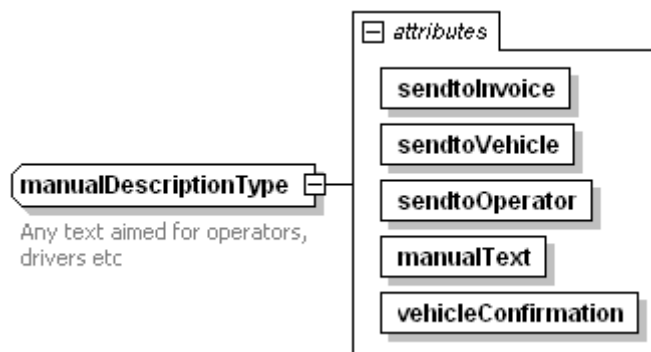 attributes
sendtoInvoice
sendtoVehicle
manualDescriptionType
sendtoOperator
Any text aimed for operators,
drivers etc
manualText
vehicleConfirmation